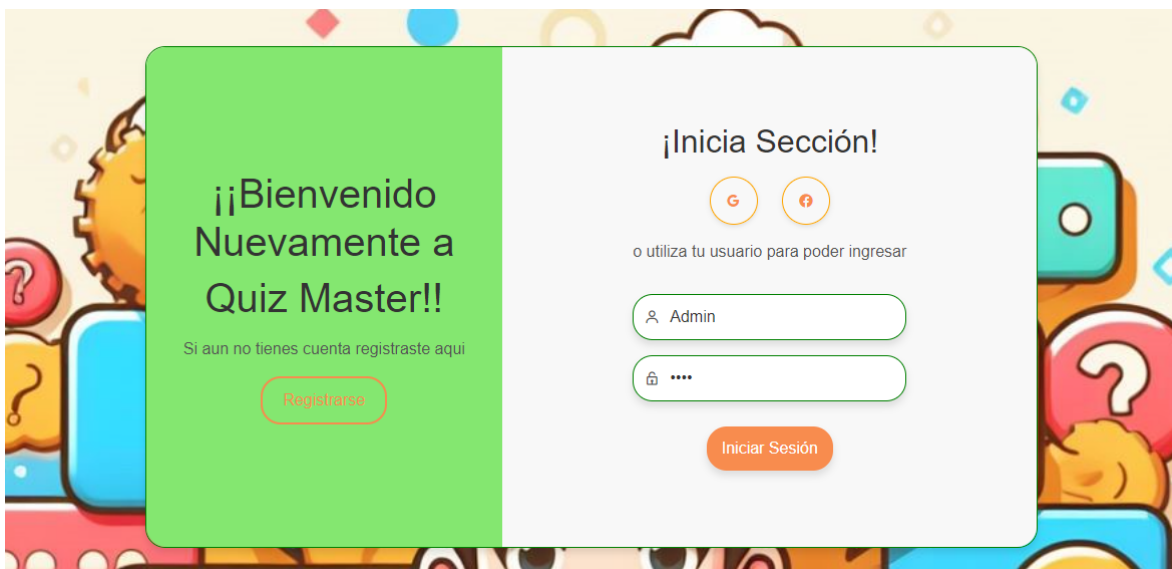 ¡¡Bienvenido
Nuevamente a
Quiz Master!!
Si aun no tienes cuenta registraste aqui
Registrarse
¡Inicia Sección!
o utiliza tu usuario para poder ingresar
Admin
••••
Iniciar Sesión